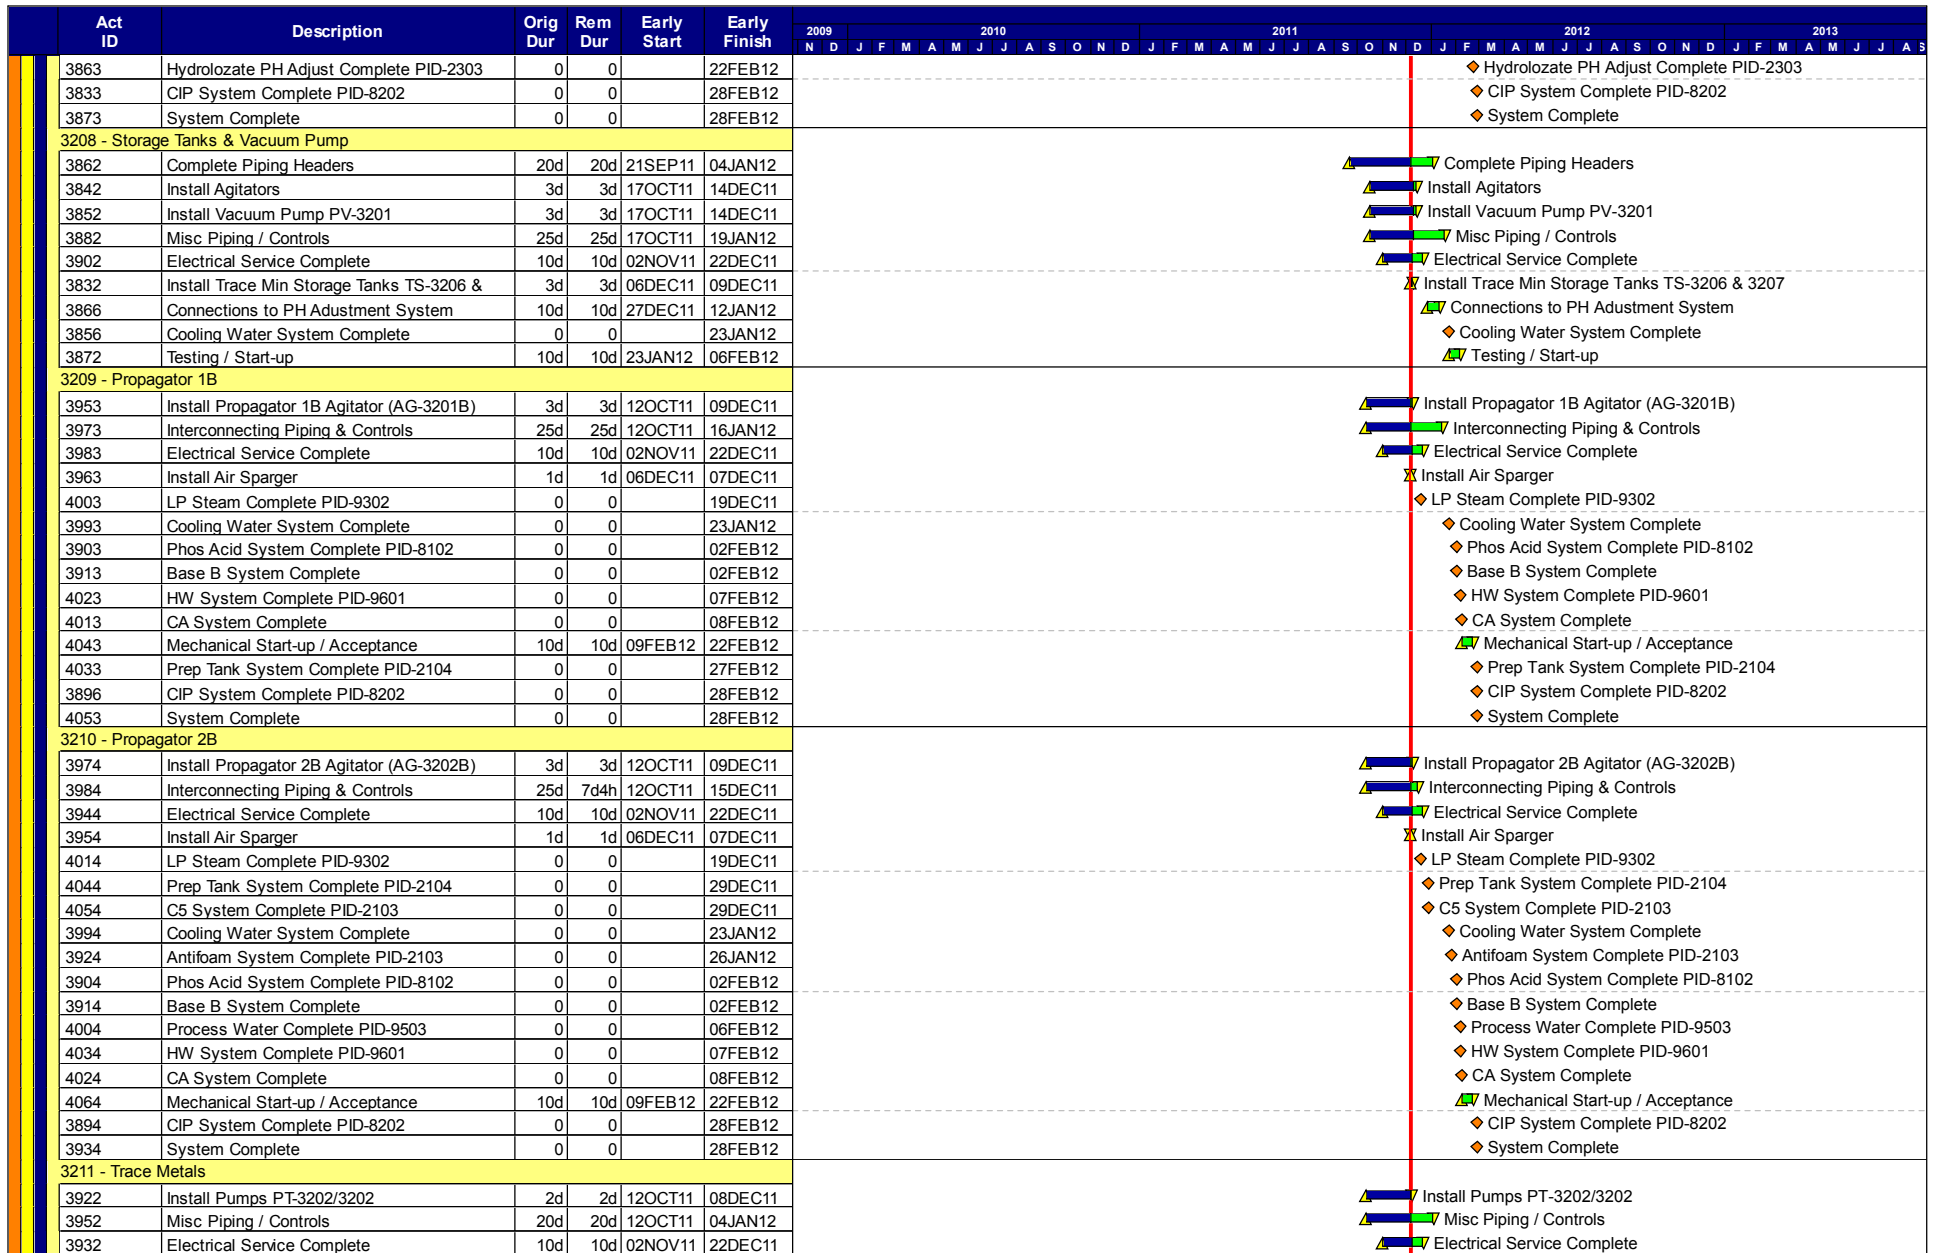 Act ID Description Orig Dur Rem Dur Early Start Early Finish
2009 2010 2011 2012 2013
N D J F M A M J J A S O N D J F M A M J J A S O N D J F M A M J J A S O N D J F M A M J J A S
3863 Hydrolozate PH Adjust Complete PID-2303 0 0 22FEB12 Hydrolozate PH Adjust Complete PID-2303
3833 CIP System Complete PID-8202 0 0 28FEB12 CIP System Complete PID-8202
3873 System Complete 0 0 28FEB12 System Complete
3208 - Storage Tanks & Vacuum Pump
3862 Complete Piping Headers 20d 20d 21SEP11 04JAN12 Complete Piping Headers
3842 Install Agitators 3d 3d 17OCT11 14DEC11 Install Agitators
3852 Install Vacuum Pump PV-3201 3d 3d 17OCT11 14DEC11 Install Vacuum Pump PV-3201
3882 Misc Piping / Controls 25d 25d 17OCT11 19JAN12 Misc Piping / Controls
3902 Electrical Service Complete 10d 10d 02NOV11 22DEC11 Electrical Service Complete
3832 Install Trace Min Storage Tanks TS-3206 & 3d 3d 06DEC11 09DEC11 Install Trace Min Storage Tanks TS-3206 & 3207
3866 Connections to PH Adustment System 10d 10d 27DEC11 12JAN12 Connections to PH Adustment System
3856 Cooling Water System Complete 0 0 23JAN12 Cooling Water System Complete
3872 Testing / Start-up 10d 10d 23JAN12 06FEB12 Testing / Start-up
3209 - Propagator 1B
3953 Install Propagator 1B Agitator (AG-3201B) 3d 3d 12OCT11 09DEC11 Install Propagator 1B Agitator (AG-3201B)
3973 Interconnecting Piping & Controls 25d 25d 12OCT11 16JAN12 Interconnecting Piping & Controls
3983 Electrical Service Complete 10d 10d 02NOV11 22DEC11 Electrical Service Complete
3963 Install Air Sparger 1d 1d 06DEC11 07DEC11 Install Air Sparger
4003 LP Steam Complete PID-9302 0 0 19DEC11 LP Steam Complete PID-9302
3993 Cooling Water System Complete 0 0 23JAN12 Cooling Water System Complete
3903 Phos Acid System Complete PID-8102 0 0 02FEB12 Phos Acid System Complete PID-8102
3913 Base B System Complete 0 0 02FEB12 Base B System Complete
4023 HW System Complete PID-9601 0 0 07FEB12 HW System Complete PID-9601
4013 CA System Complete 0 0 08FEB12 CA System Complete
4043 Mechanical Start-up / Acceptance 10d 10d 09FEB12 22FEB12 Mechanical Start-up / Acceptance
4033 Prep Tank System Complete PID-2104 0 0 27FEB12 Prep Tank System Complete PID-2104
3896 CIP System Complete PID-8202 0 0 28FEB12 CIP System Complete PID-8202
4053 System Complete 0 0 28FEB12 System Complete
3210 - Propagator 2B
3974 Install Propagator 2B Agitator (AG-3202B) 3d 3d 12OCT11 09DEC11 Install Propagator 2B Agitator (AG-3202B)
3984 Interconnecting Piping & Controls 25d 7d4h 12OCT11 15DEC11 Interconnecting Piping & Controls
3944 Electrical Service Complete 10d 10d 02NOV11 22DEC11 Electrical Service Complete
3954 Install Air Sparger 1d 1d 06DEC11 07DEC11 Install Air Sparger
4014 LP Steam Complete PID-9302 0 0 19DEC11 LP Steam Complete PID-9302
4044 Prep Tank System Complete PID-2104 0 0 29DEC11 Prep Tank System Complete PID-2104
4054 C5 System Complete PID-2103 0 0 29DEC11 C5 System Complete PID-2103
3994 Cooling Water System Complete 0 0 23JAN12 Cooling Water System Complete
3924 Antifoam System Complete PID-2103 0 0 26JAN12 Antifoam System Complete PID-2103
3904 Phos Acid System Complete PID-8102 0 0 02FEB12 Phos Acid System Complete PID-8102
3914 Base B System Complete 0 0 02FEB12 Base B System Complete
4004 Process Water Complete PID-9503 0 0 06FEB12 Process Water Complete PID-9503
4034 HW System Complete PID-9601 0 0 07FEB12 HW System Complete PID-9601
4024 CA System Complete 0 0 08FEB12 CA System Complete
4064 Mechanical Start-up / Acceptance 10d 10d 09FEB12 22FEB12 Mechanical Start-up / Acceptance
3894 CIP System Complete PID-8202 0 0 28FEB12 CIP System Complete PID-8202
3934 System Complete 0 0 28FEB12 System Complete
3211 - Trace Metals
3922 Install Pumps PT-3202/3202 2d 2d 12OCT11 08DEC11 Install Pumps PT-3202/3202
3952 Misc Piping / Controls 20d 20d 12OCT11 04JAN12 Misc Piping / Controls
3932 Electrical Service Complete 10d 10d 02NOV11 22DEC11 Electrical Service Complete